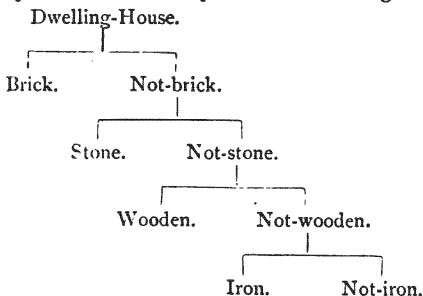 Dwelling-House.
Brick. Not-brick.
Stone. Not-stone.
Wooden. Not-wooden.
Iron. Not-iron.